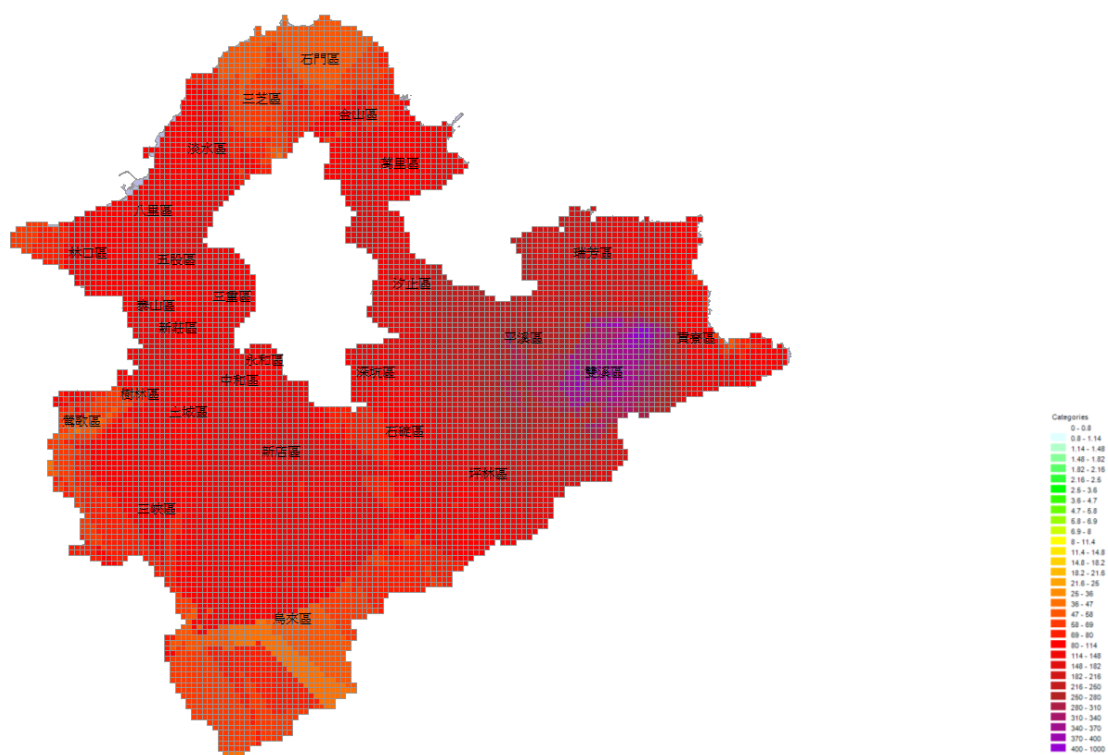 石門區
三芝區
金山區
淡水區
萬里區
八里區
林口區
五股區
瑞芳區
汐止區
三重區
泰山區
新莊區
平溪區
貢寮區
永和區
深坑區
雙溪區
中和區
樹林區
土城區
鶯歌區
石碇區
新店區
坪林區
三峽區
烏來區
Categories
0 - 0.8
0.8 - 1.14
1.14 - 1.48
1.48 - 1.82
1.82 - 2.16
2.16 - 2.5
2.5 - 3.6
3.6 - 4.7
4.7 - 5.8
5.8 - 6.9
6.9 - 8
8 - 11.4
11.4 - 14.8
14.8 - 18.2
18.2 - 21.6
21.6 - 25
25 - 36
36 - 47
47 - 58
58 - 69
69 - 80
80 - 114
114 - 148
148 - 182
182 - 216
216 - 250
250 - 280
280 - 310
310 - 340
340 - 370
370 - 400
400 - 1000